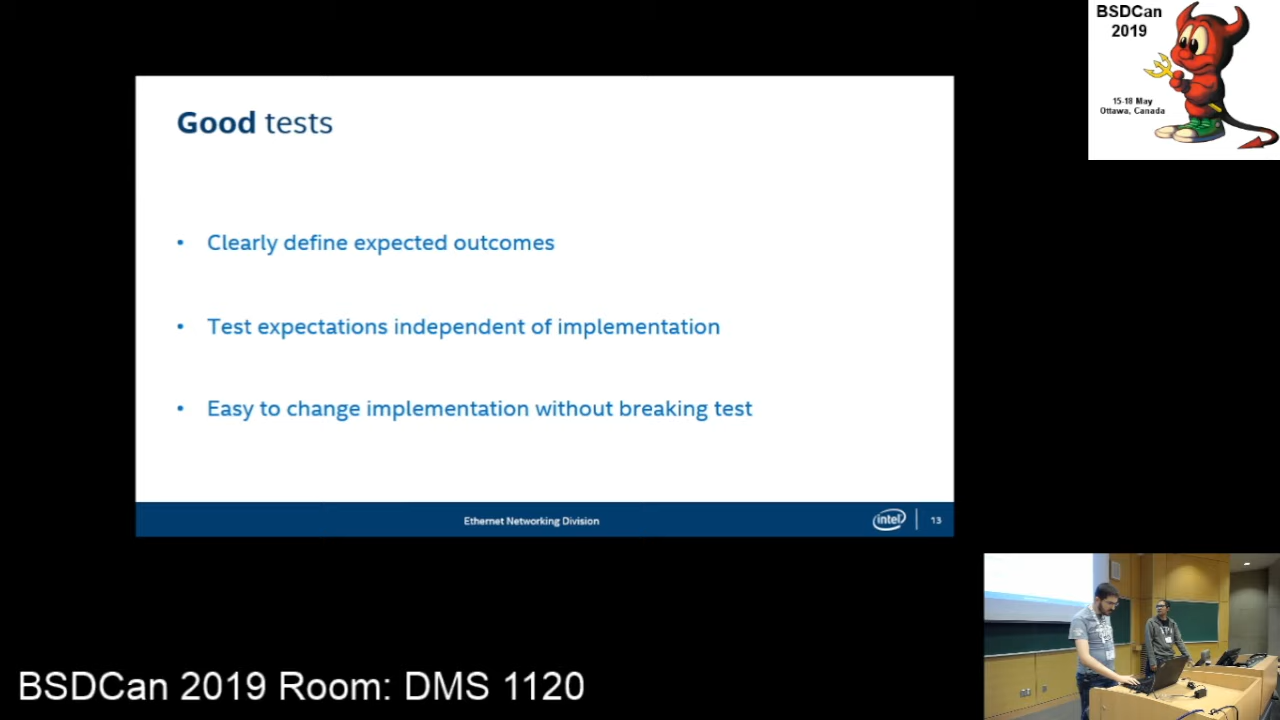 BSDCan
2019
15-18 May
Ottawa, Canada
Good tests
• Clearly define expected outcomes
• Test expectations independent of implementation
• Easy to change implementation without breaking test
Ethernet Networking Division
intel
13
BSDCan 2019 Room: DMS 1120